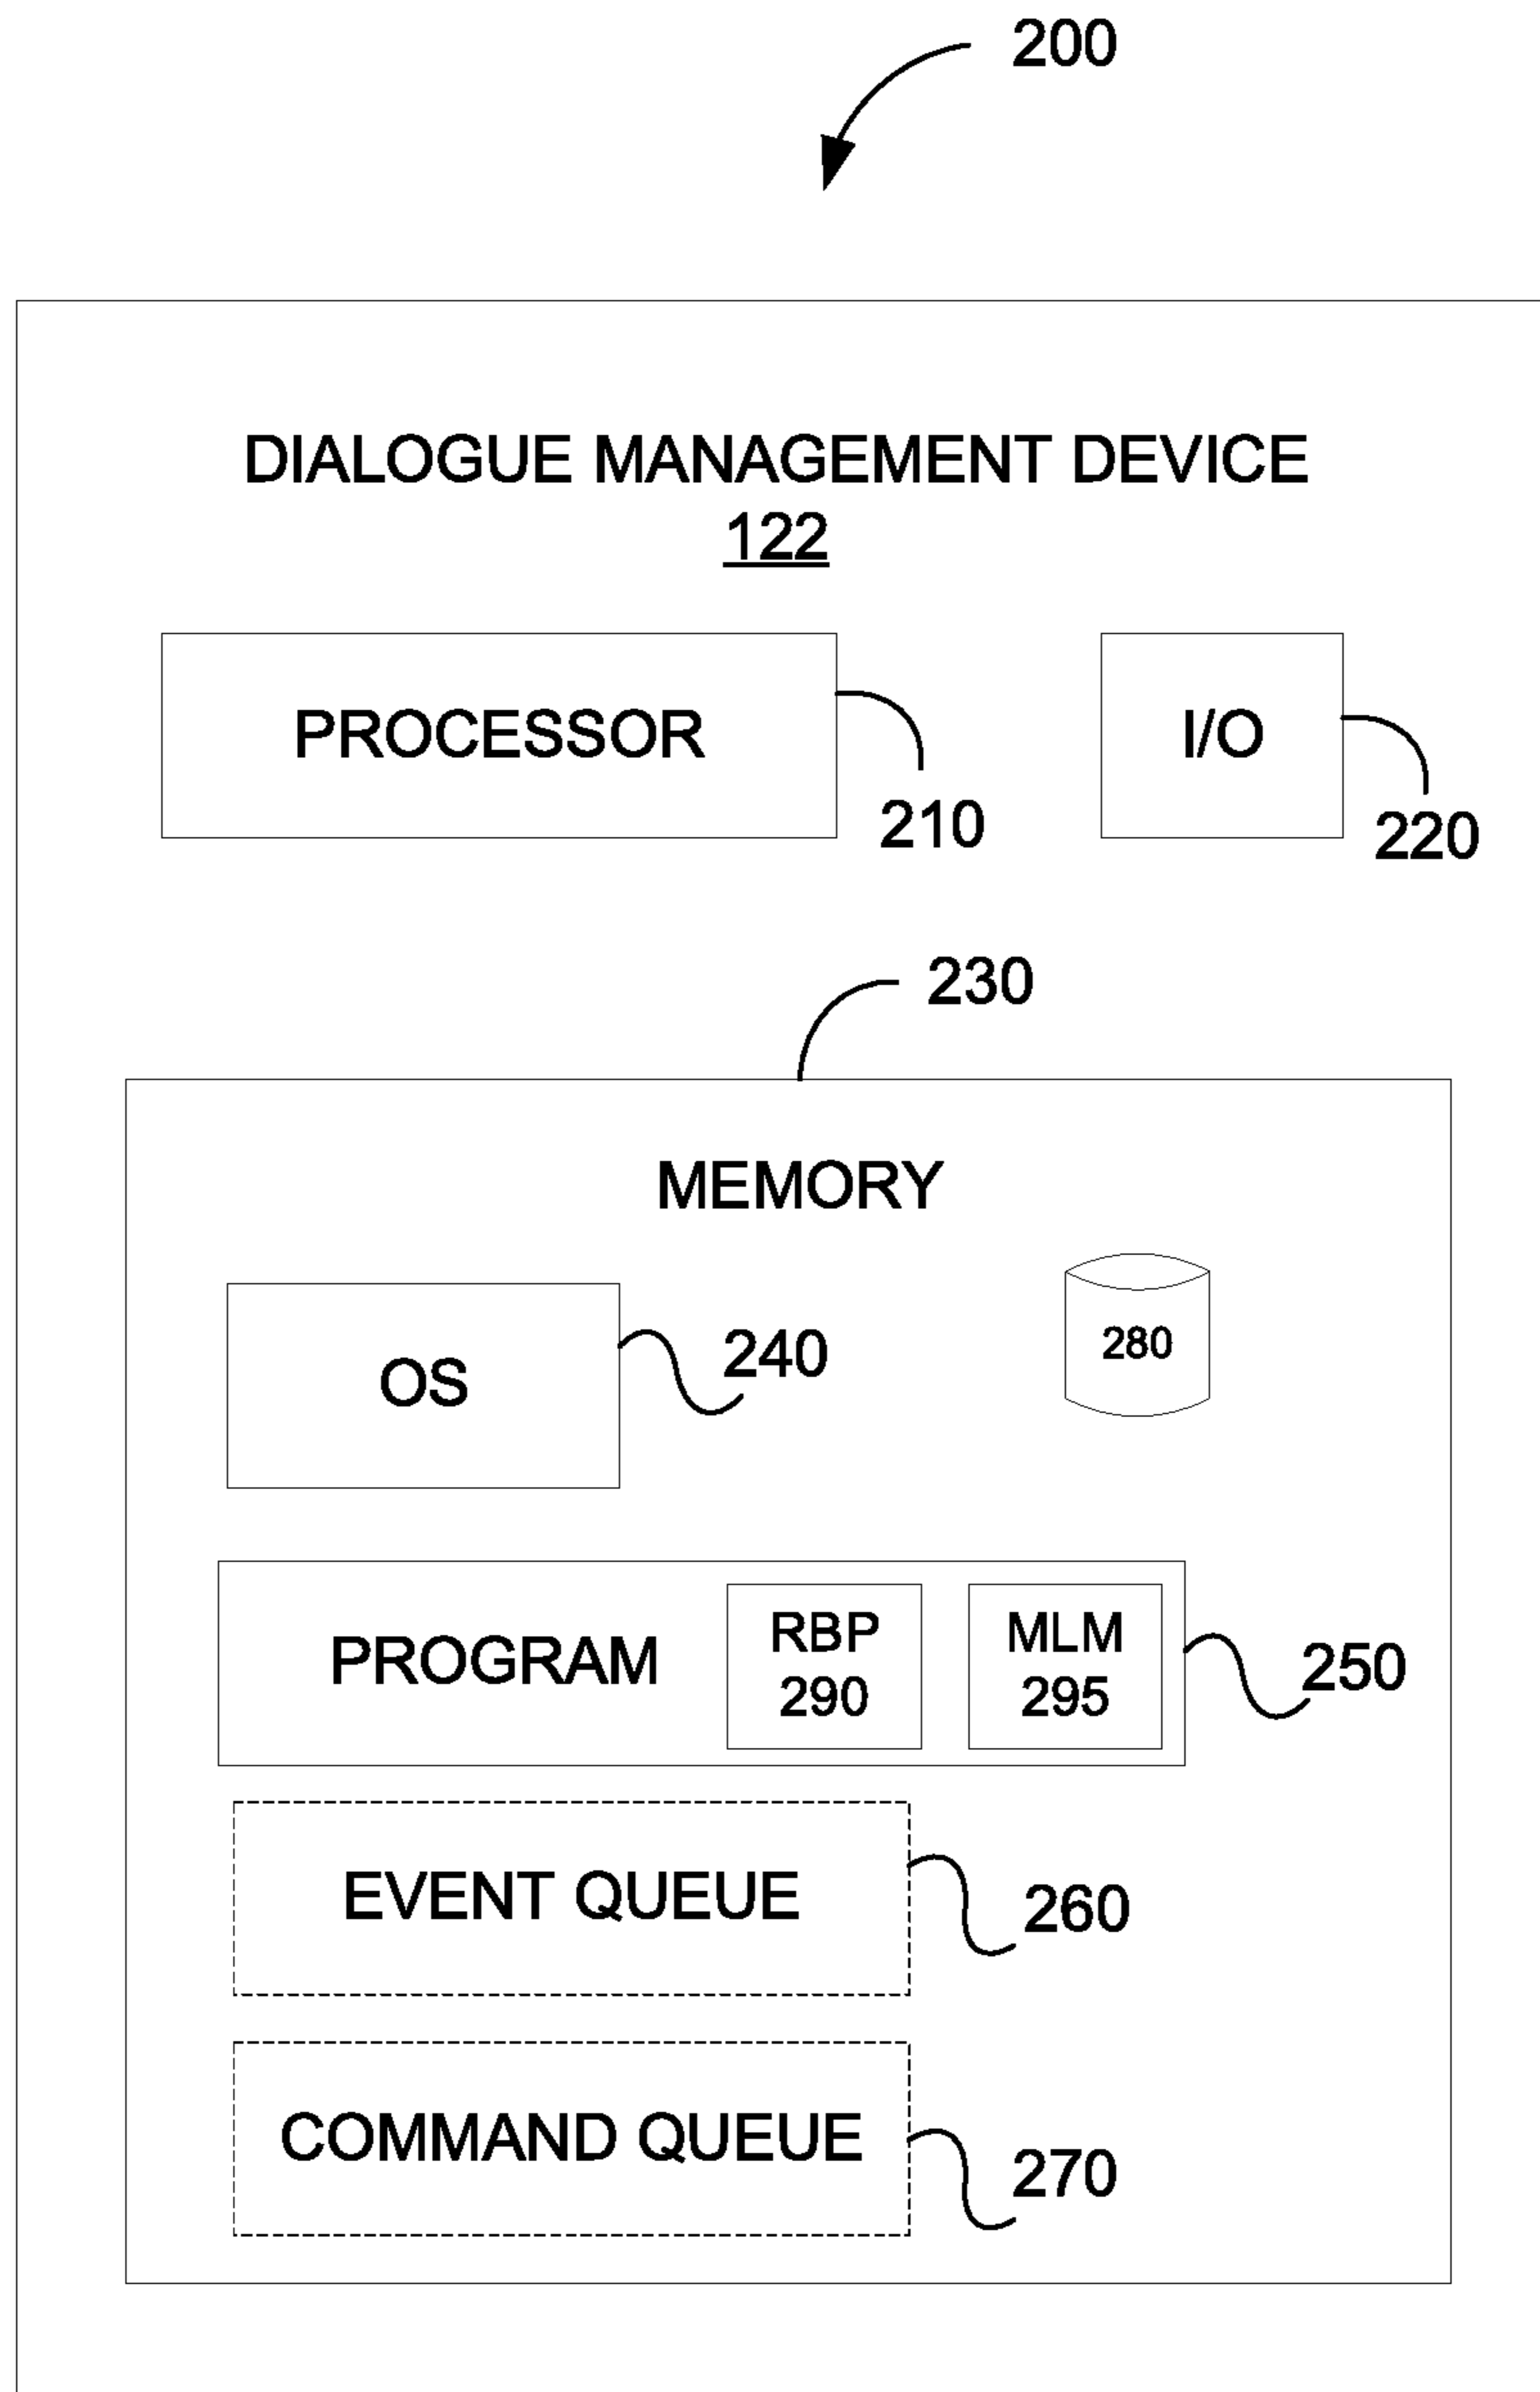 200
DIALOGUE MANAGEMENT DEVICE
122
PROCESSOR
I/O
210
220
230
MEMORY
OS
240
280
PROGRAM
RBP
290
MLM
295
250
EVENT QUEUE
260
COMMAND QUEUE
270